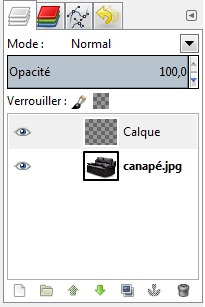 Mode : Normal
Opacité 100,0
Verrouiller :
Calque
canapé.jpg